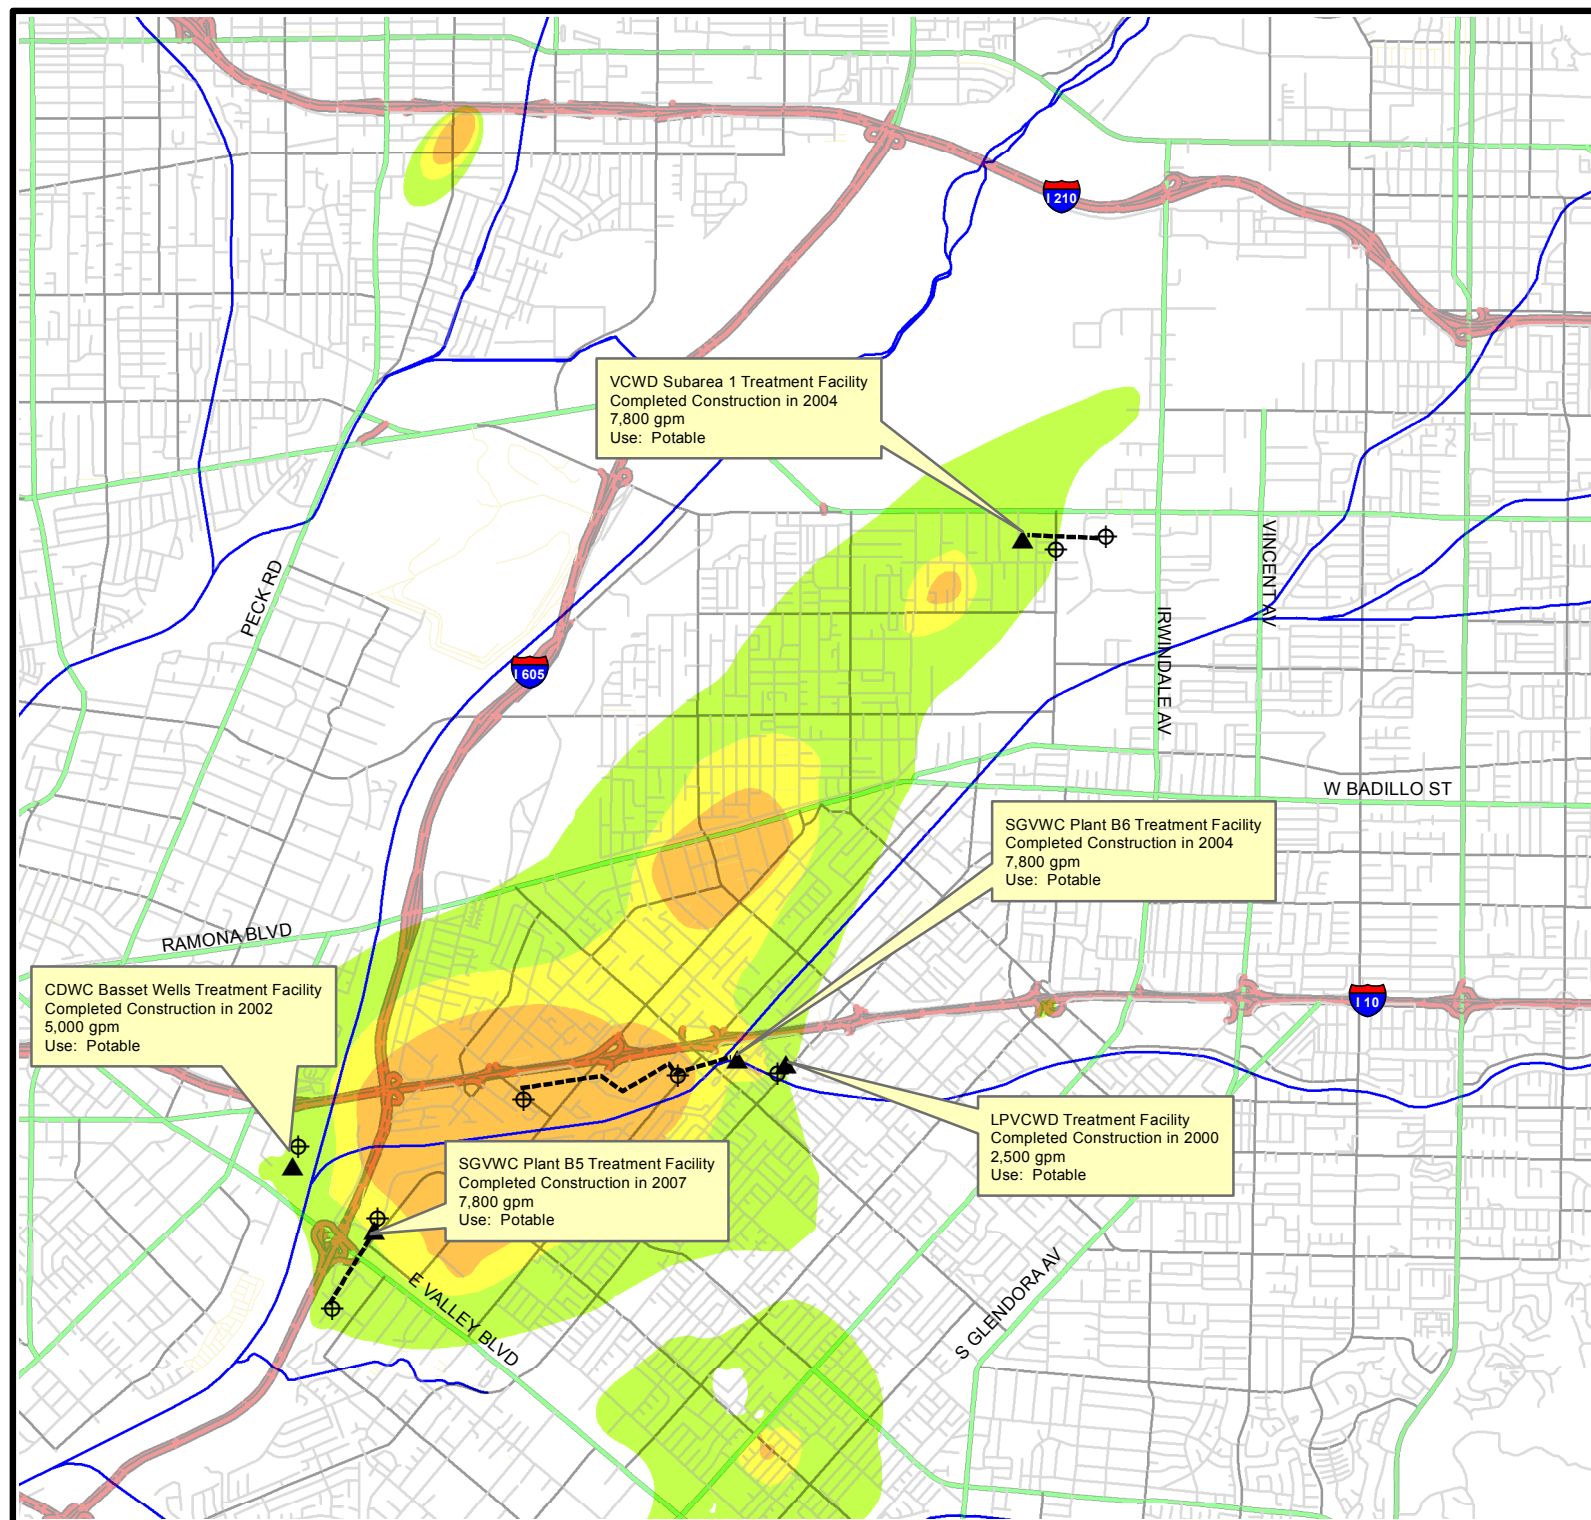 I 210
VCWD Subarea 1 Treatment Facility
Completed Construction in 2004
7,800 gpm
Use: Potable
PECK RD
VINCENT AV
IRWINDALE AV
I 605
W BADILLO ST
SGVWC Plant B6 Treatment Facility
Completed Construction in 2004
7,800 gpm
Use: Potable
RAMONA BLVD
CDWC Basset Wells Treatment Facility
Completed Construction in 2002
5,000 gpm
Use: Potable
I 10
LPVCWD Treatment Facility
Completed Construction in 2000
2,500 gpm
Use: Potable
SGVWC Plant B5 Treatment Facility
Completed Construction in 2007
7,800 gpm
Use: Potable
E VALLEY BLVD
S GLENDORA AV